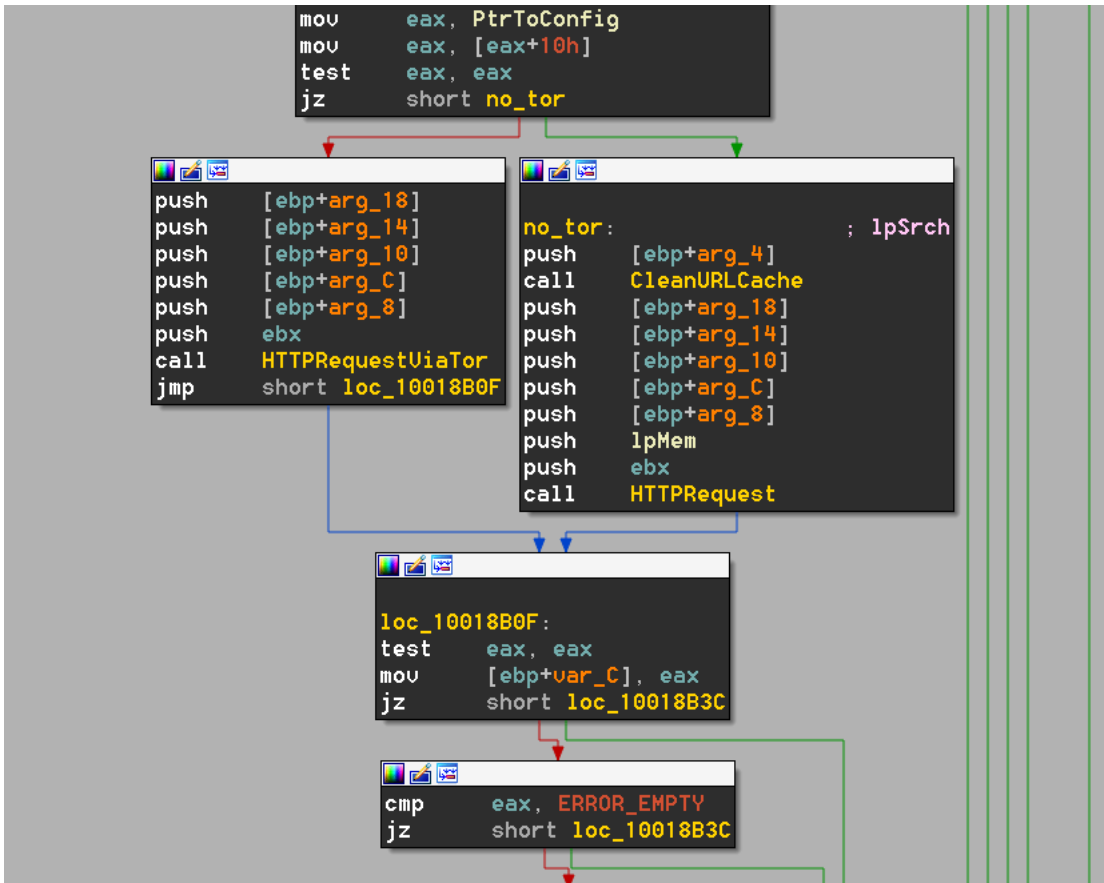 mov eax, PtrToConfig
mov eax, [eax+10h]
test eax, eax
jz short no_tor
push [ebp+arg_18]
push [ebp+arg_14]
push [ebp+arg_10]
push [ebp+arg_C]
push [ebp+arg_8]
push ebx
call HTTPRequestViaTor
jmp short loc_10018B0F
no_tor: ; lpSrch
push [ebp+arg_4]
call CleanURLCache
push [ebp+arg_18]
push [ebp+arg_14]
push [ebp+arg_10]
push [ebp+arg_C]
push [ebp+arg_8]
push lpMem
push ebx
call HTTPRequest
loc_10018B0F:
test eax, eax
mov [ebp+var_C], eax
jz short loc_10018B3C
cmp eax, ERROR_EMPTY
jz short loc_10018B3C